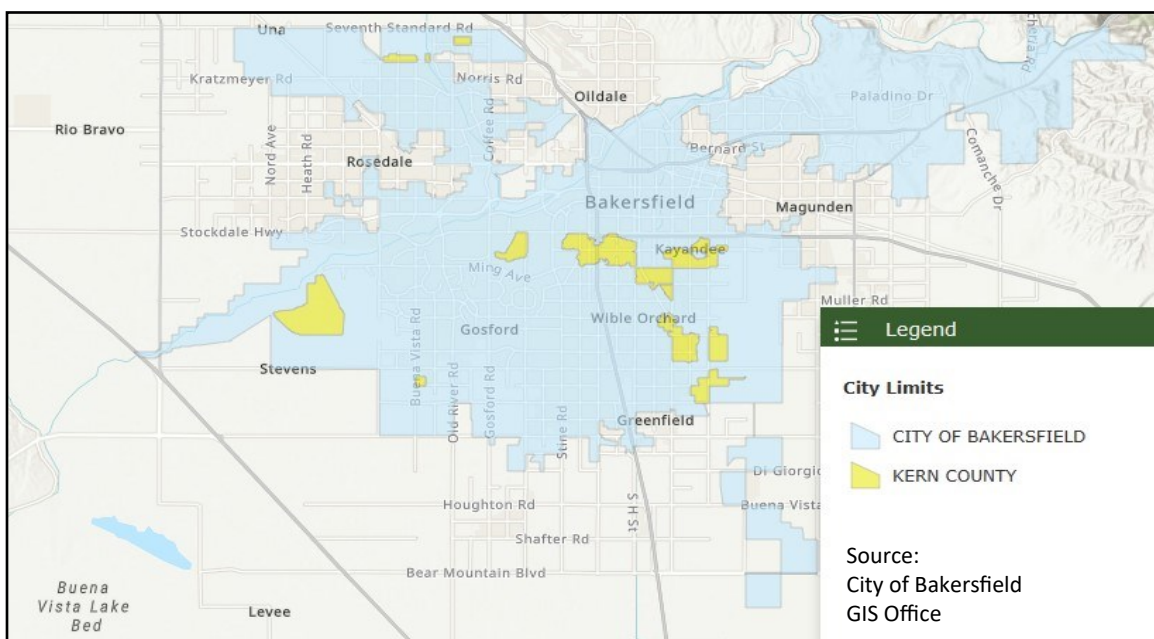 Una
Seventh Standard Rd
Kratzmeyer Rd
Norris Rd
Oildale
Paladino Dr
Rio Bravo
Nord Ave
Heath Rd
Rosedale
Coffee Rd
Bernard St
Comanche Dr
Bakersfield
Magunden
Stockdale Hwy
Kayandee
Ming Ave
Muller Rd
Gosford
Wible Orchard
Stevens
Buena Vista Rd
Old River Rd
Gosford Rd
Stine Rd
Greenfield
Di Giorgio
Houghton Rd
S H St
Buena Vista
Shafter Rd
Bear Mountain Blvd
Buena
Vista Lake
Bed
Levee
Legend
City Limits
CITY OF BAKERSFIELD
KERN COUNTY
Source:
City of Bakersfield
GIS Office